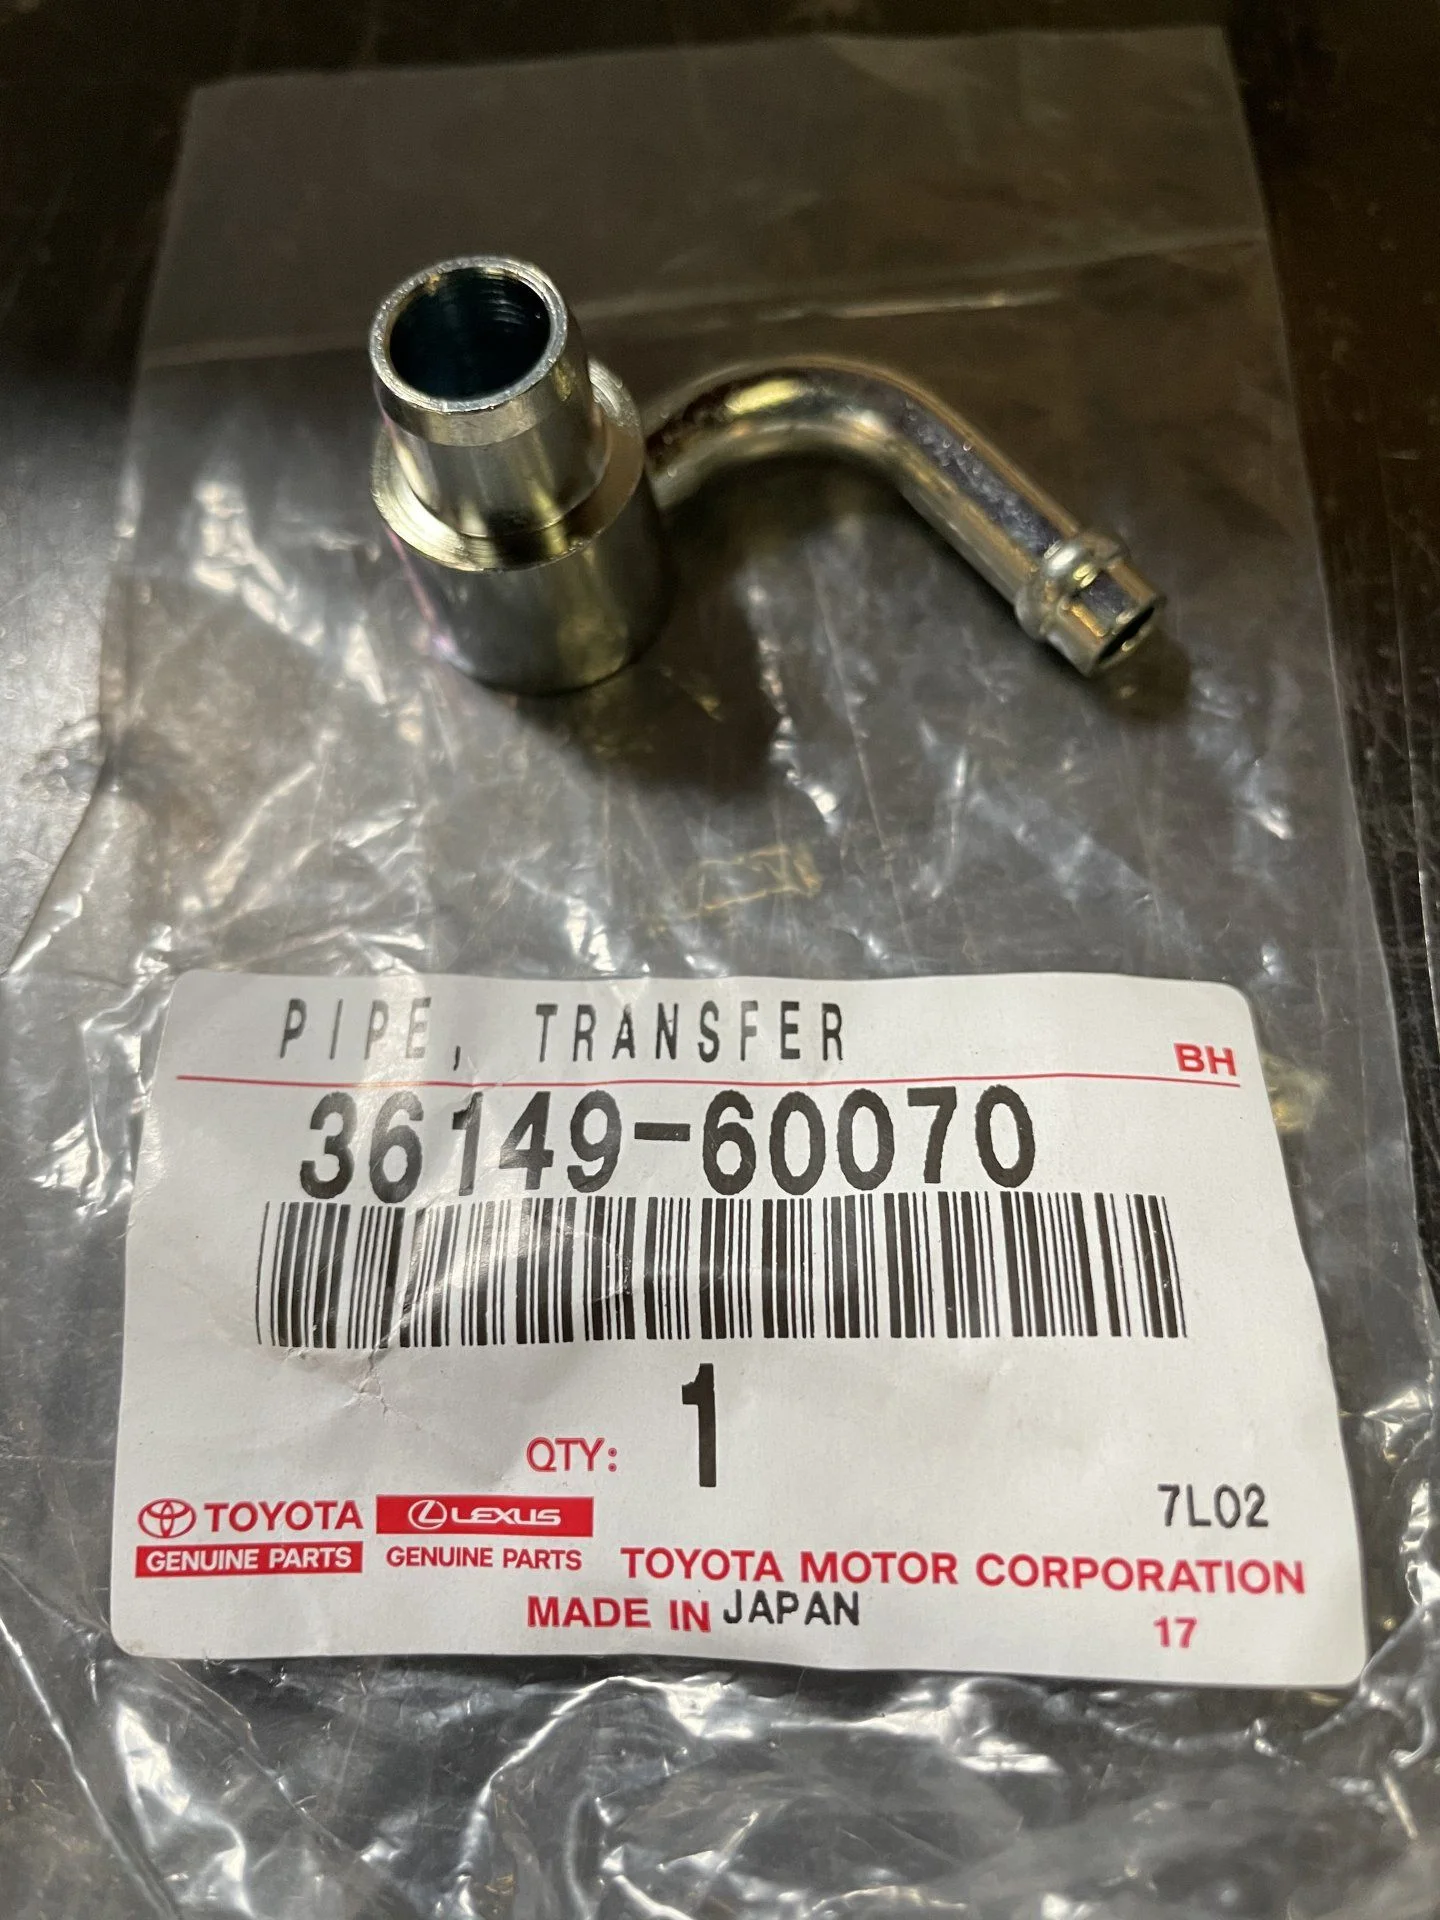 PIPE, TRANSFER
BH
36149-60070
QTY: 1
7L02
TOYOTA LEXUS
GENUINE PARTS GENUINE PARTS TOYOTA MOTOR CORPORATION
MADE IN JAPAN 17